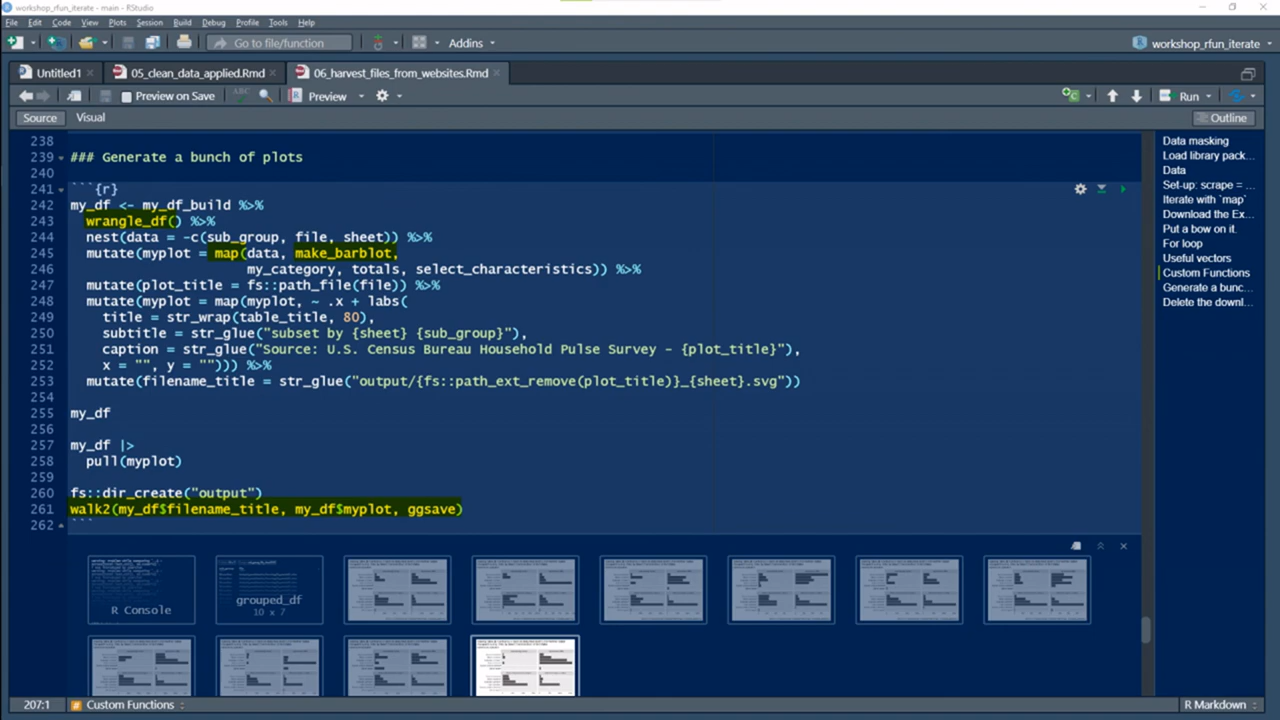 workshop_rfun_iterate - main - RStudio
File Edit Code View Plots Session Build Debug Profile Tools Help
Go to file/function Addins workshop_rfun_iterate
Untitled1 05_clean_data_applied.Rmd 06_harvest_files_from_websites.Rmd
Preview on Save ABC Preview Run
Source Visual Outline
238
239 ### Generate a bunch of plots
240
241 ```{r}
242 my_df <- my_df_build %>%
243 wrangle_df() %>%
244 nest(data = -c(sub_group, file, sheet)) %>%
245 mutate(myplot = map(data, make_barblot,
246 my_category, totals, select_characteristics)) %>%
247 mutate(plot_title = fs::path_file(file)) %>%
248 mutate(myplot = map(myplot, ~ .x + labs(
249 title = str_wrap(table_title, 80),
250 subtitle = str_glue("subset by {sheet} {sub_group}"),
251 caption = str_glue("Source: U.S. Census Bureau Household Pulse Survey - {plot_title}"),
252 x = "", y = ""))) %>%
253 mutate(filename_title = str_glue("output/{fs::path_ext_remove(plot_title)}_{sheet}.svg"))
254
255 my_df
256
257 my_df |>
258 pull(myplot)
259
260 fs::dir_create("output")
261 walk2(my_df$filename_title, my_df$myplot, ggsave)
262 ```
Data masking
Load library pack...
Data
Set-up: scrape = ...
Iterate with `map`
Download the Ex...
Put a bow on it.
For loop
Useful vectors
Custom Functions
Generate a bunc...
Delete the downl...
R Console
grouped_df
10 x 7
207:1 Custom Functions R Markdown